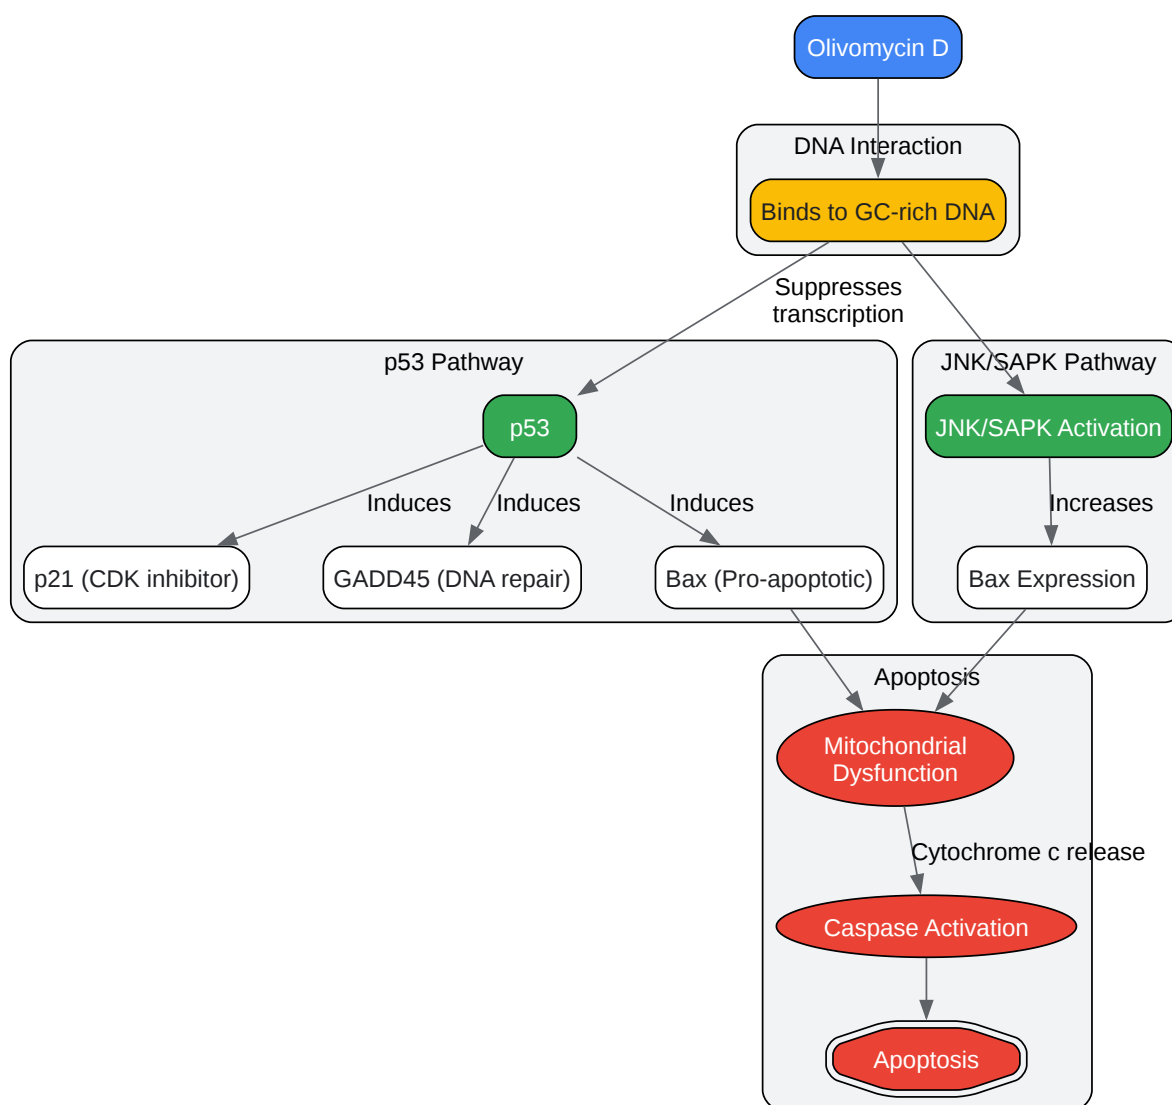 Olivomycin D
DNA Interaction
Binds to GC-rich DNA
Suppresses
transcription
p53 Pathway
JNK/SAPK Pathway
p53
JNK/SAPK Activation
Induces
Induces
Induces
Increases
p21 (CDK inhibitor)
GADD45 (DNA repair)
Bax (Pro-apoptotic)
Bax Expression
Apoptosis
Mitochondrial
Dysfunction
Cytochrome c release
Caspase Activation
Apoptosis